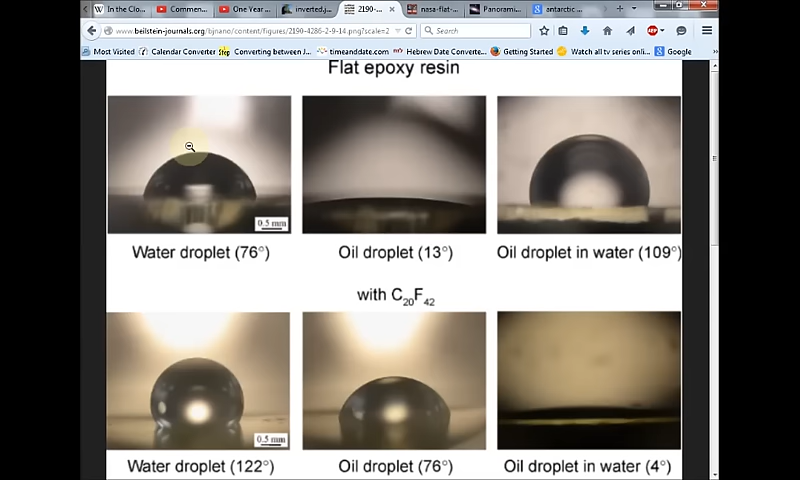 In the Clo...
Commen...
One Year ...
inverted.j...
2190-...
nasa-flat-...
Panorami...
antarctic ...
www.beilstein-journals.org/bjnano/content/figures/2190-4286-2-9-14.png?scale=2
Search
Most Visited
Calendar Converter
Converting between J...
timeanddate.com
Hebrew Date Converte...
Getting Started
Watch all tv series onli...
Google
Flat epoxy resin
0.5 mm
Water droplet (76°)
Oil droplet (13°)
Oil droplet in water (109°)
with C₂₀F₄₂
0.5 mm
Water droplet (122°)
Oil droplet (76°)
Oil droplet in water (4°)